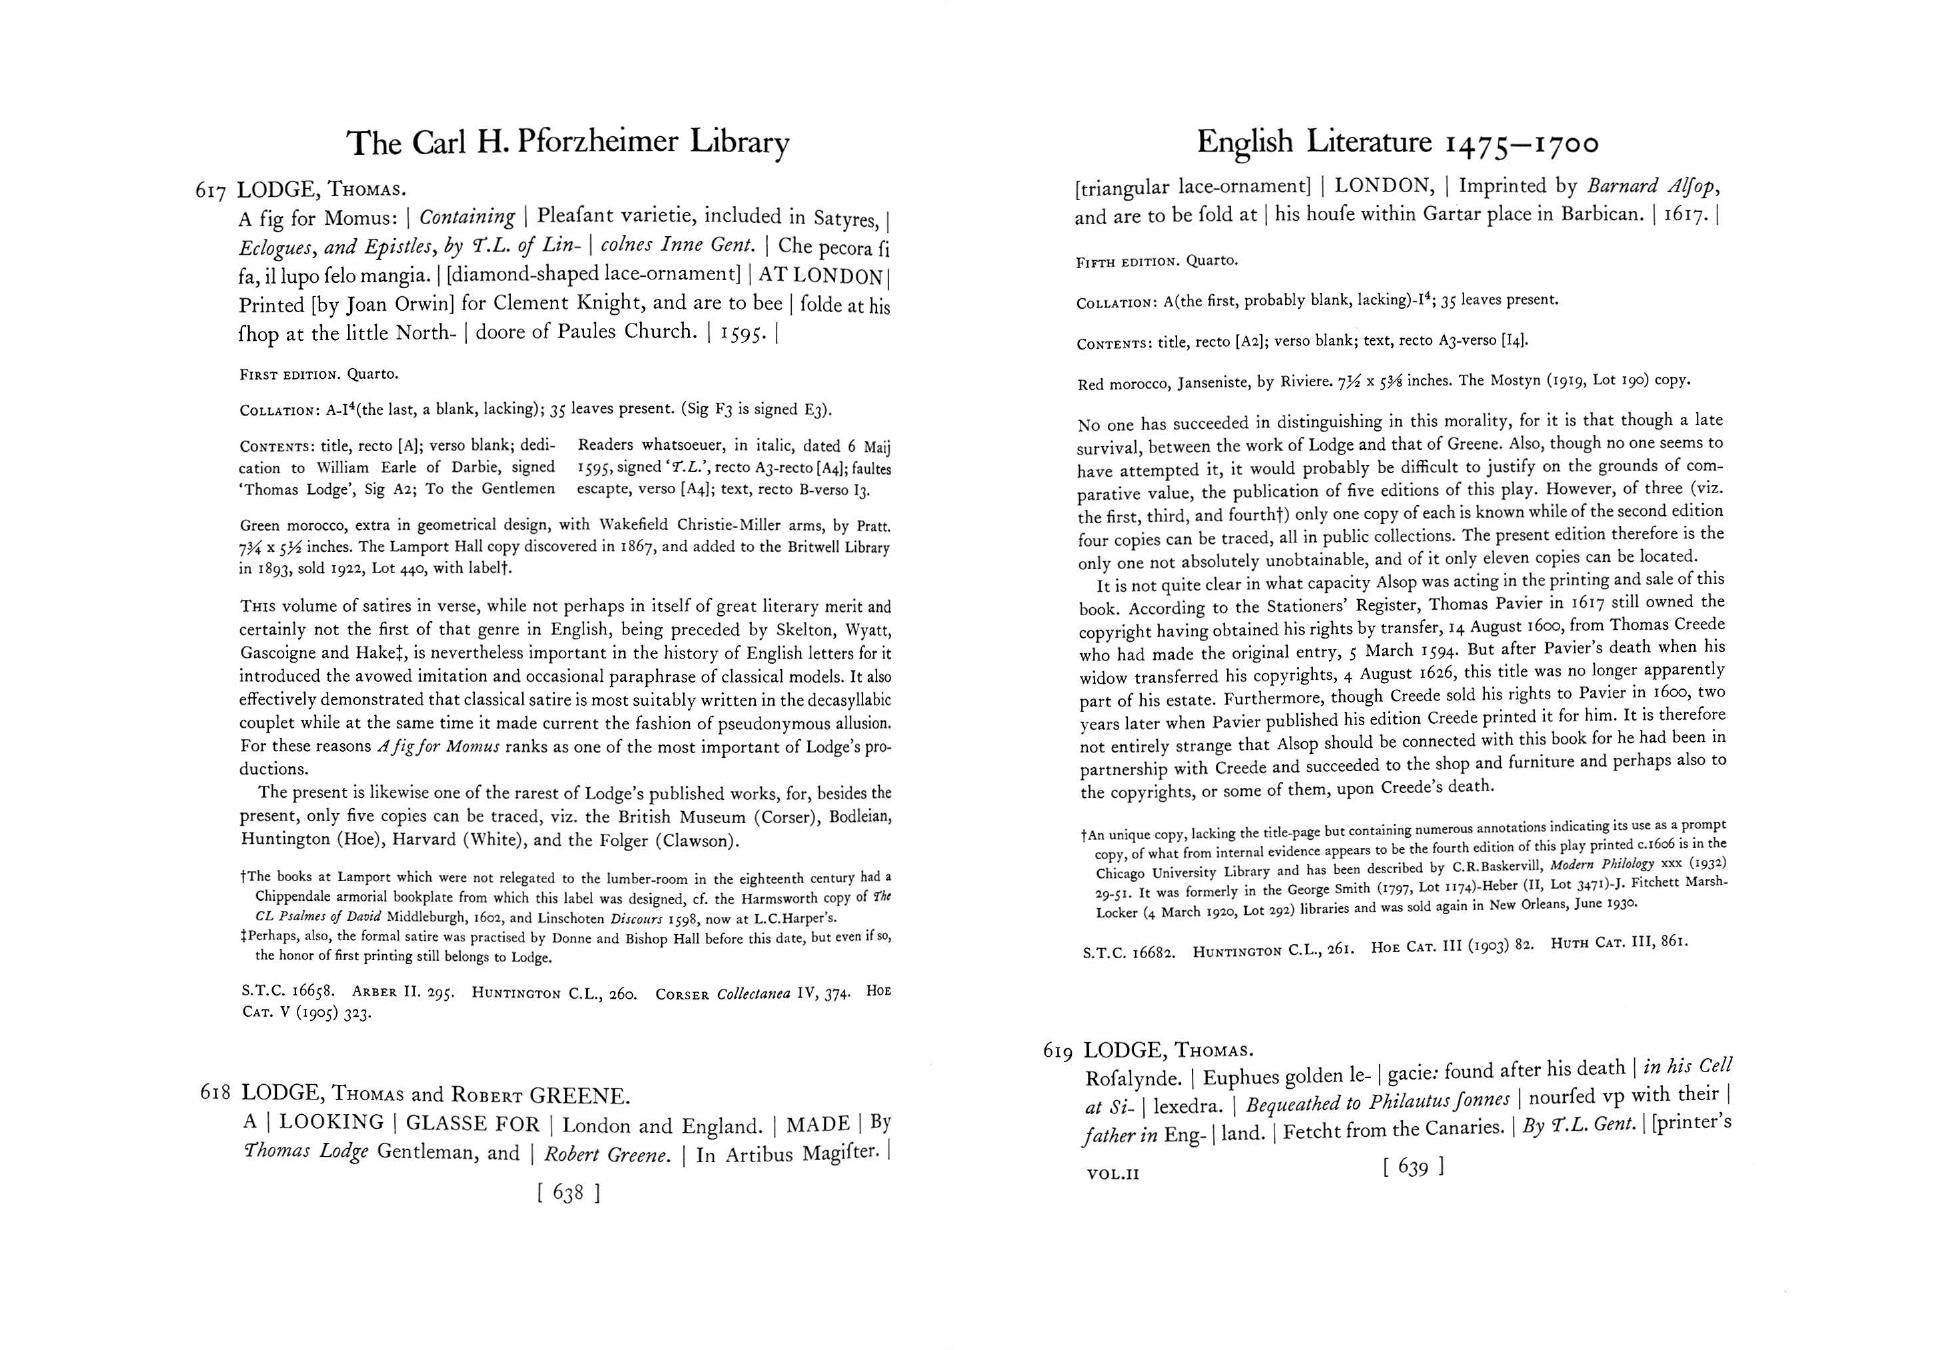 The Carl H. Pforzheimer Library
617 LODGE, THOMAS.
A fig for Momus: | Containing | Pleaſant varietie, included in Satyres, |
Eclogues, and Epistles, by T.L. of Lin- | colnes Inne Gent. | Che pecora ſi
fa, il lupo ſelo mangia. | [diamond-shaped lace-ornament] | AT LONDON |
Printed [by Joan Orwin] for Clement Knight, and are to bee | ſolde at his
ſhop at the little North- | doore of Paules Church. | 1595. |
FIRST EDITION. Quarto.
COLLATION: A-I⁴(the last, a blank, lacking); 35 leaves present. (Sig F3 is signed E3).
CONTENTS: title, recto [A]; verso blank; dedi-
cation to William Earle of Darbie, signed
‘Thomas Lodge’, Sig A2; To the Gentlemen
Readers whatsoeuer, in italic, dated 6 Maij
1595, signed ‘T.L.’, recto A3-recto [A4]; faultes
escapte, verso [A4]; text, recto B-verso I3.
Green morocco, extra in geometrical design, with Wakefield Christie-Miller arms, by Pratt.
7¾ x 5½ inches. The Lamport Hall copy discovered in 1867, and added to the Britwell Library
in 1893, sold 1922, Lot 440, with label†.
THIS volume of satires in verse, while not perhaps in itself of great literary merit and
certainly not the first of that genre in English, being preceded by Skelton, Wyatt,
Gascoigne and Hake‡, is nevertheless important in the history of English letters for it
introduced the avowed imitation and occasional paraphrase of classical models. It also
effectively demonstrated that classical satire is most suitably written in the decasyllabic
couplet while at the same time it made current the fashion of pseudonymous allusion.
For these reasons A fig for Momus ranks as one of the most important of Lodge’s pro-
ductions.
The present is likewise one of the rarest of Lodge’s published works, for, besides the
present, only five copies can be traced, viz. the British Museum (Corser), Bodleian,
Huntington (Hoe), Harvard (White), and the Folger (Clawson).
†The books at Lamport which were not relegated to the lumber-room in the eighteenth century had a
Chippendale armorial bookplate from which this label was designed, cf. the Harmsworth copy of The
CL Psalmes of David Middleburgh, 1602, and Linschoten Discours 1598, now at L.C.Harper’s.
‡Perhaps, also, the formal satire was practised by Donne and Bishop Hall before this date, but even if so,
the honor of first printing still belongs to Lodge.
S.T.C. 16658. ARBER II. 295. HUNTINGTON C.L., 260. CORSER Collectanea IV, 374. HOE
CAT. V (1905) 323.
618 LODGE, THOMAS and ROBERT GREENE.
A | LOOKING | GLASSE FOR | London and England. | MADE | By
Thomas Lodge Gentleman, and | Robert Greene. | In Artibus Magiſter. |
[ 638 ]
English Literature 1475–1700
[triangular lace-ornament] | LONDON, | Imprinted by Barnard Alſop,
and are to be ſold at | his houſe within Gartar place in Barbican. | 1617. |
FIFTH EDITION. Quarto.
COLLATION: A(the first, probably blank, lacking)-I⁴; 35 leaves present.
CONTENTS: title, recto [A2]; verso blank; text, recto A3-verso [I4].
Red morocco, Janseniste, by Riviere. 7½ x 5⅜ inches. The Mostyn (1919, Lot 190) copy.
No one has succeeded in distinguishing in this morality, for it is that though a late
survival, between the work of Lodge and that of Greene. Also, though no one seems to
have attempted it, it would probably be difficult to justify on the grounds of com-
parative value, the publication of five editions of this play. However, of three (viz.
the first, third, and fourth†) only one copy of each is known while of the second edition
four copies can be traced, all in public collections. The present edition therefore is the
only one not absolutely unobtainable, and of it only eleven copies can be located.
It is not quite clear in what capacity Alsop was acting in the printing and sale of this
book. According to the Stationers’ Register, Thomas Pavier in 1617 still owned the
copyright having obtained his rights by transfer, 14 August 1600, from Thomas Creede
who had made the original entry, 5 March 1594. But after Pavier’s death when his
widow transferred his copyrights, 4 August 1626, this title was no longer apparently
part of his estate. Furthermore, though Creede sold his rights to Pavier in 1600, two
years later when Pavier published his edition Creede printed it for him. It is therefore
not entirely strange that Alsop should be connected with this book for he had been in
partnership with Creede and succeeded to the shop and furniture and perhaps also to
the copyrights, or some of them, upon Creede’s death.
†An unique copy, lacking the title-page but containing numerous annotations indicating its use as a prompt
copy, of what from internal evidence appears to be the fourth edition of this play printed c.1606 is in the
Chicago University Library and has been described by C.R.Baskervill, Modern Philology XXX (1932)
29-51. It was formerly in the George Smith (1797, Lot 1174)-Heber (II, Lot 3471)-J. Fitchett Marsh-
Locker (4 March 1920, Lot 292) libraries and was sold again in New Orleans, June 1930.
S.T.C. 16682. HUNTINGTON C.L., 261. HOE CAT. III (1903) 82. HUTH CAT. III, 861.
619 LODGE, THOMAS.
Roſalynde. | Euphues golden le- | gacie: found after his death | in his Cell
at Si- | lexedra. | Bequeathed to Philautus ſonnes | nourſed vp with their |
father in Eng- | land. | Fetcht from the Canaries. | By T.L. Gent. | [printer’s
VOL.II
[ 639 ]